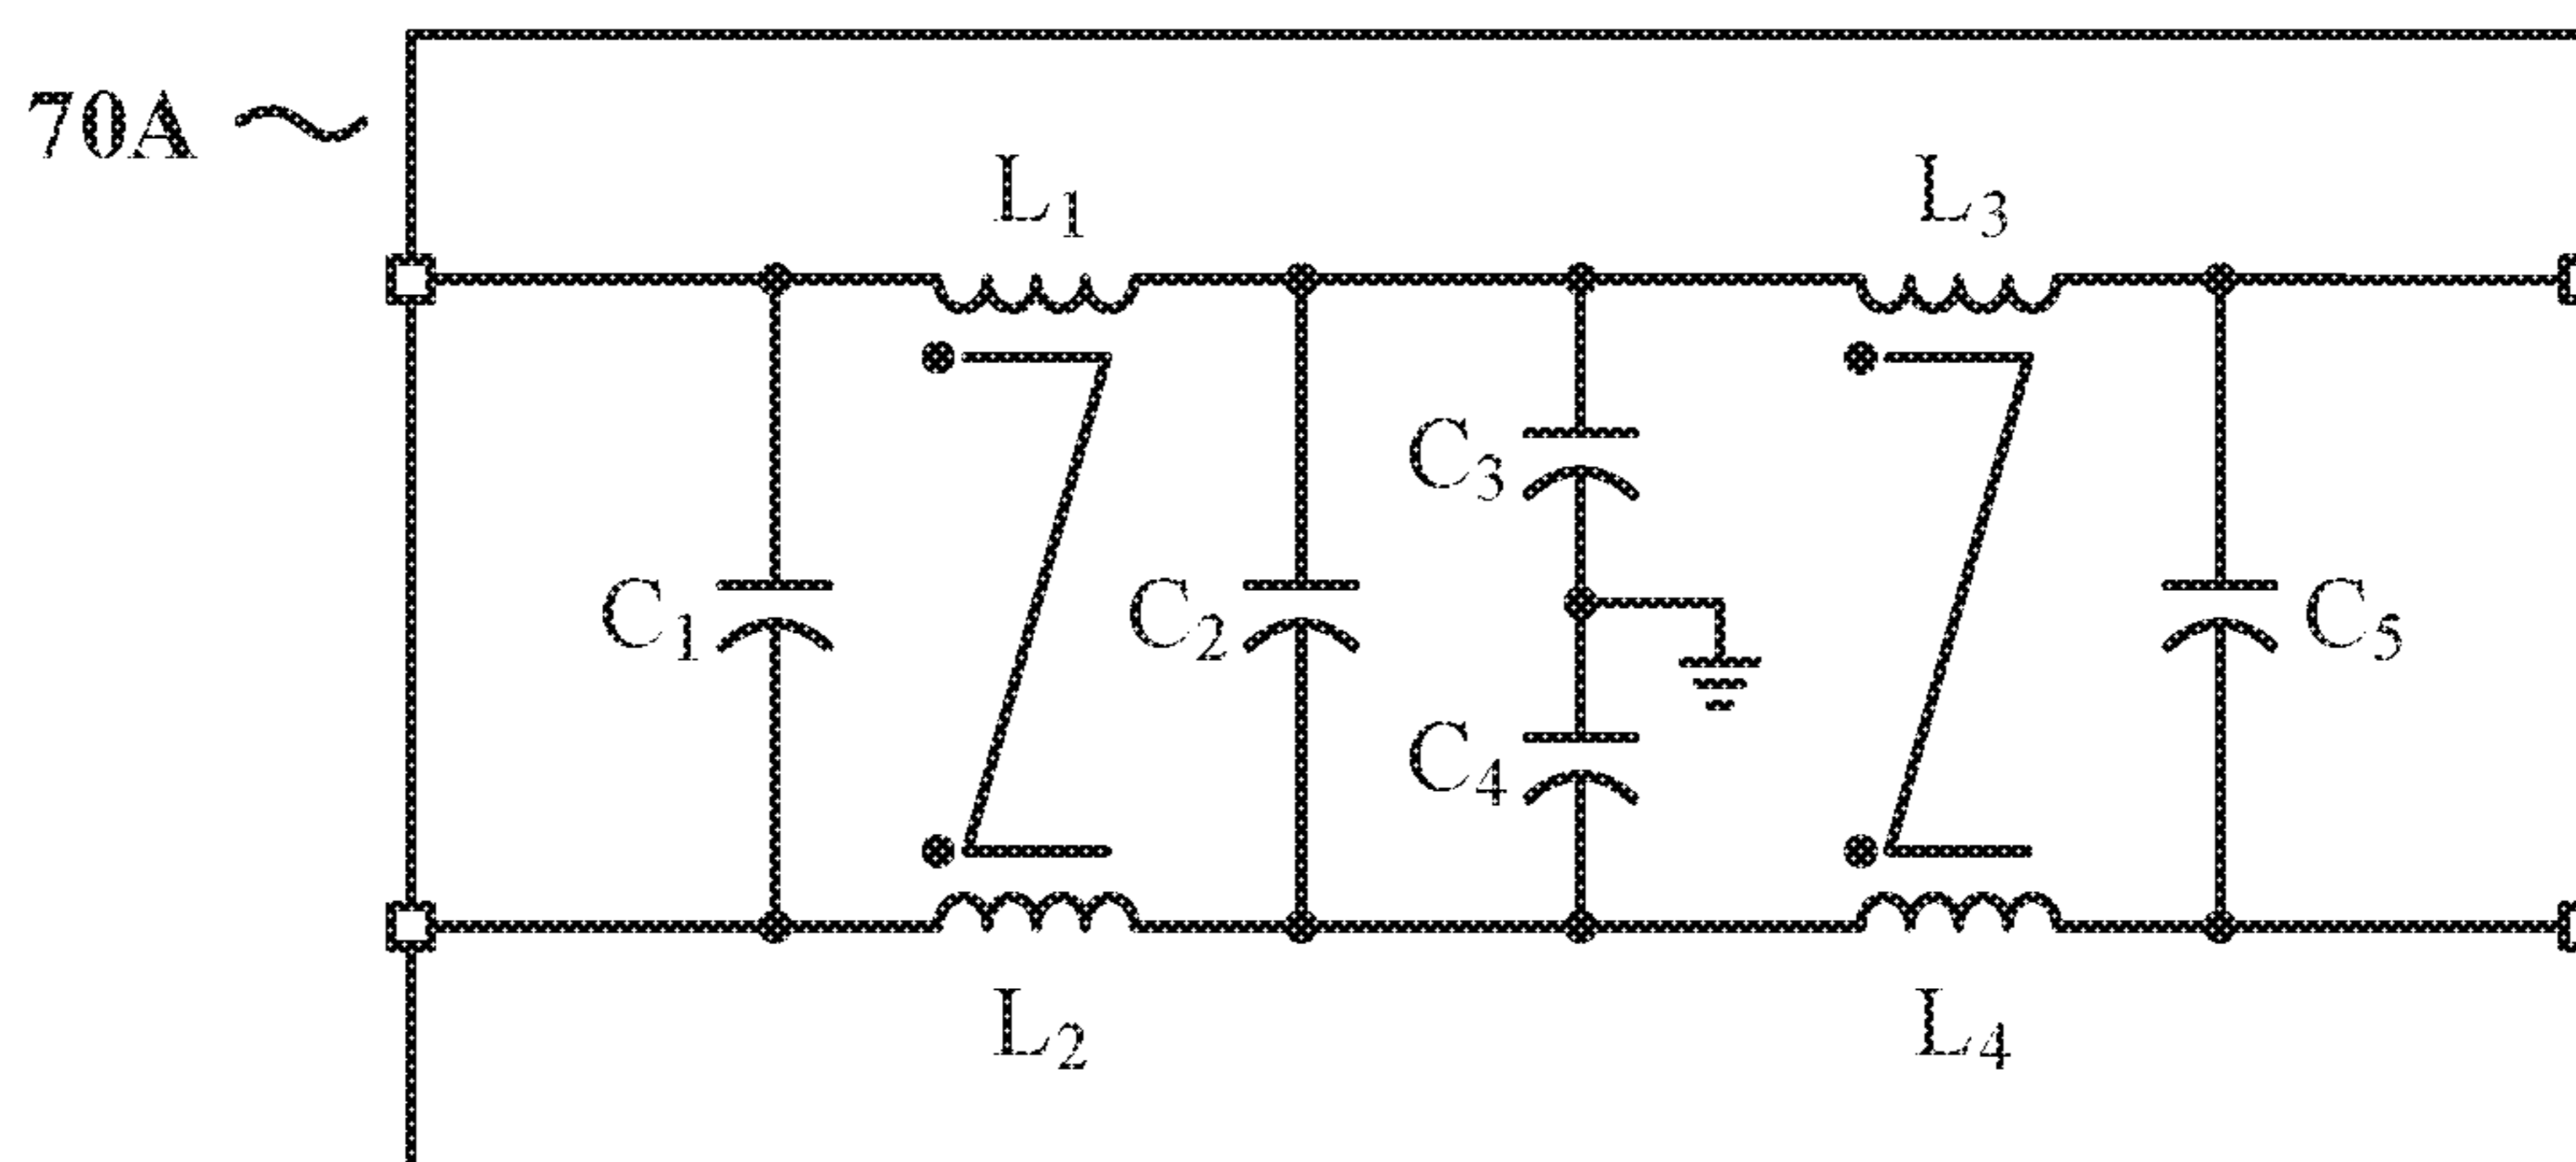 70A
L₁
L₃
C₃
C₁
C₂
C₅
C₄
L₂
L₄